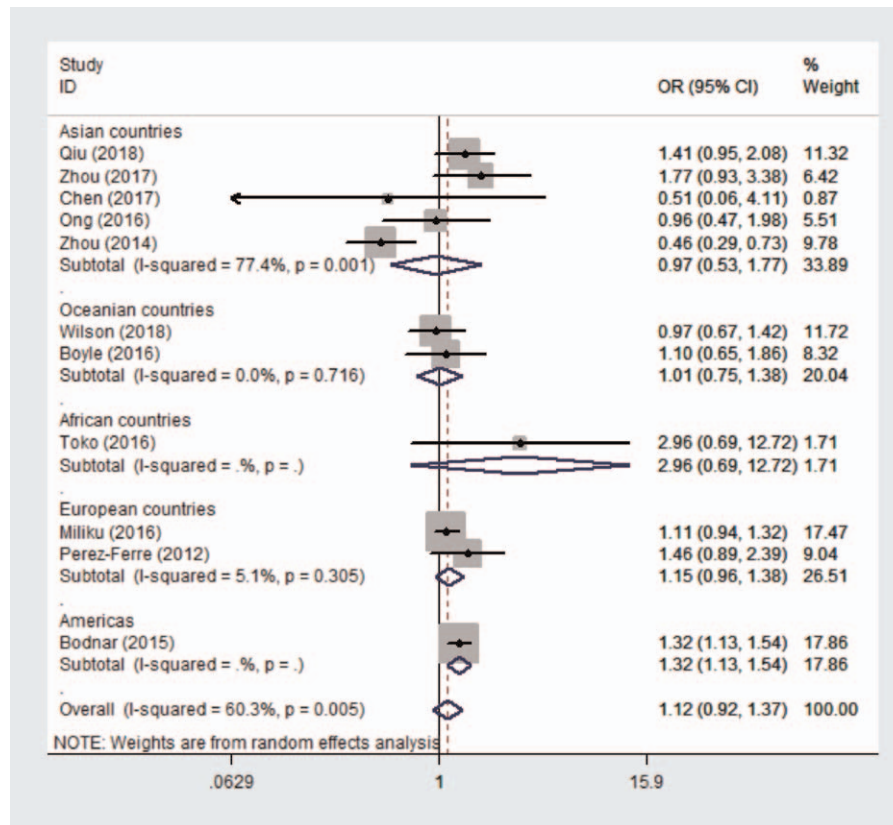 Study ID OR (95% CI) % Weight
Asian countries
Qiu (2018) 1.41 (0.95, 2.08) 11.32
Zhou (2017) 1.77 (0.93, 3.38) 6.42
Chen (2017) 0.51 (0.06, 4.11) 0.87
Ong (2016) 0.96 (0.47, 1.98) 5.51
Zhou (2014) 0.46 (0.29, 0.73) 9.78
Subtotal (I-squared = 77.4%, p = 0.001) 0.97 (0.53, 1.77) 33.89
.
Oceanian countries
Wilson (2018) 0.97 (0.67, 1.42) 11.72
Boyle (2016) 1.10 (0.65, 1.86) 8.32
Subtotal (I-squared = 0.0%, p = 0.716) 1.01 (0.75, 1.38) 20.04
.
African countries
Toko (2016) 2.96 (0.69, 12.72) 1.71
Subtotal (I-squared = .%, p = .) 2.96 (0.69, 12.72) 1.71
.
European countries
Miliku (2016) 1.11 (0.94, 1.32) 17.47
Perez-Ferre (2012) 1.46 (0.89, 2.39) 9.04
Subtotal (I-squared = 5.1%, p = 0.305) 1.15 (0.96, 1.38) 26.51
.
Americas
Bodnar (2015) 1.32 (1.13, 1.54) 17.86
Subtotal (I-squared = .%, p = .) 1.32 (1.13, 1.54) 17.86
.
Overall (I-squared = 60.3%, p = 0.005) 1.12 (0.92, 1.37) 100.00
NOTE: Weights are from random effects analysis
.0629 1 15.9